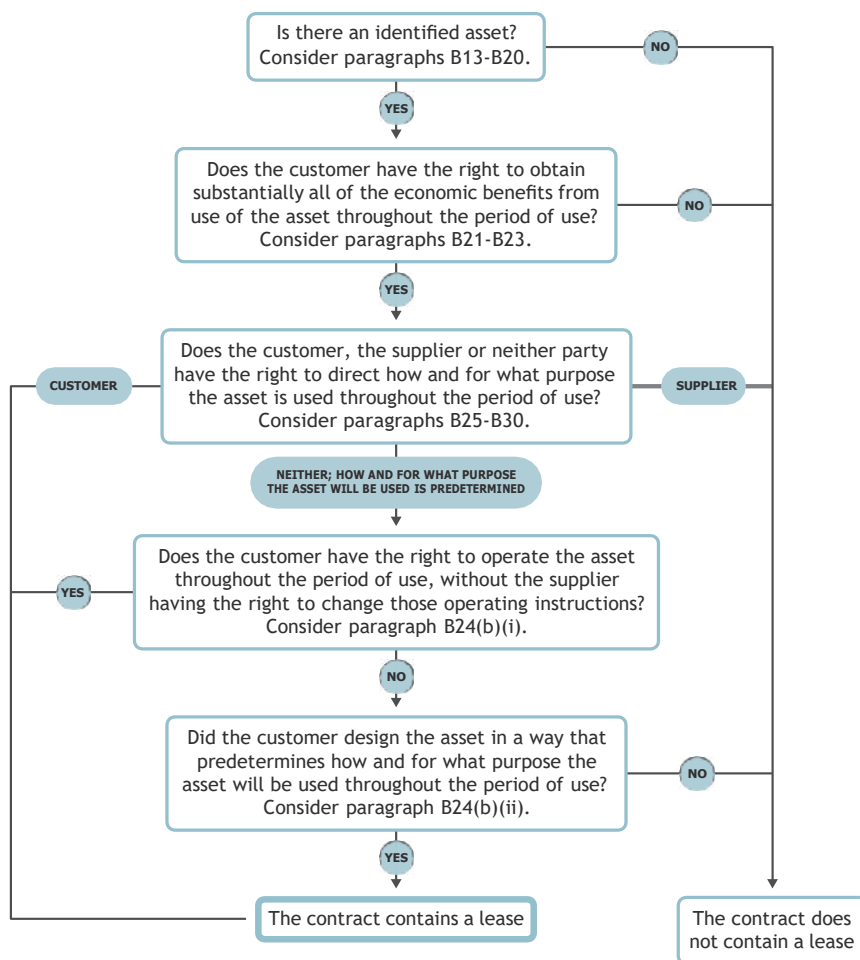 Is there an identified asset?
Consider paragraphs B13-B20.
NO
YES
Does the customer have the right to obtain
substantially all of the economic benefits from
use of the asset throughout the period of use?
Consider paragraphs B21-B23.
NO
YES
Does the customer, the supplier or neither party
have the right to direct how and for what purpose
the asset is used throughout the period of use?
Consider paragraphs B25-B30.
CUSTOMER
SUPPLIER
NEITHER; HOW AND FOR WHAT PURPOSE
THE ASSET WILL BE USED IS PREDETERMINED
Does the customer have the right to operate the asset
throughout the period of use, without the supplier
having the right to change those operating instructions?
Consider paragraph B24(b)(i).
YES
NO
Did the customer design the asset in a way that
predetermines how and for what purpose the
asset will be used throughout the period of use?
Consider paragraph B24(b)(ii).
NO
YES
The contract contains a lease
The contract does
not contain a lease